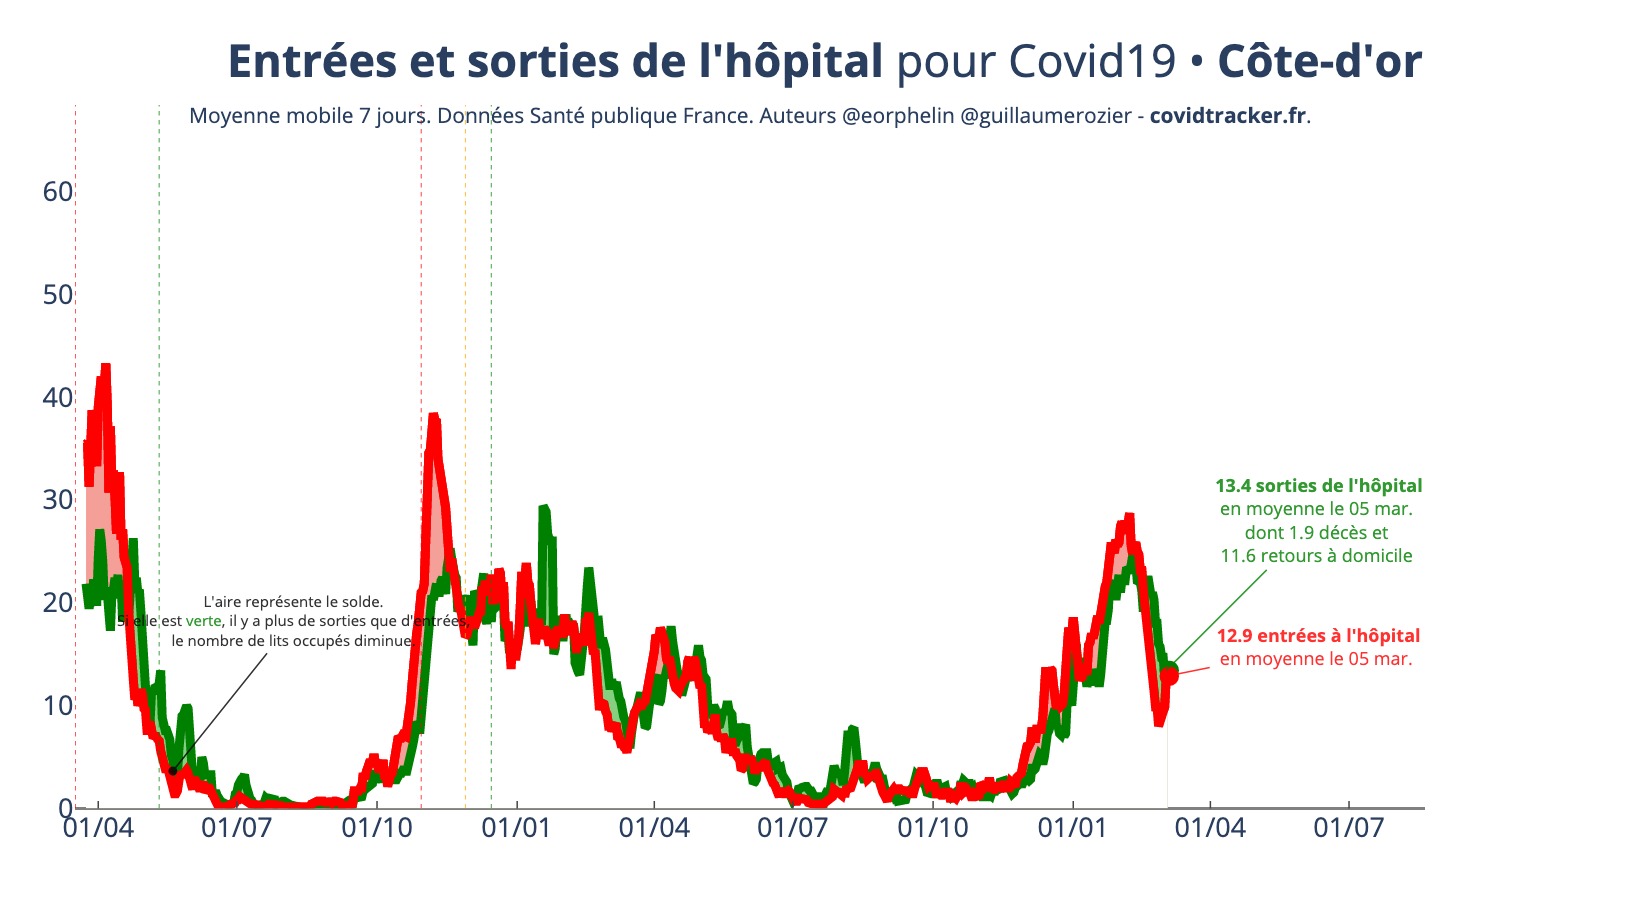 Entrées et sorties de l'hôpital pour Covid19 • Côte-d'or
Moyenne mobile 7 jours. Données Santé publique France. Auteurs @eorphelin @guillaumerozier - covidtracker.fr.
60
50
40
30
20
10
0
L'aire représente le solde.
Si elle est verte, il y a plus de sorties que d'entrées,
le nombre de lits occupés diminue.
13.4 sorties de l'hôpital
en moyenne le 05 mar.
dont 1.9 décès et
11.6 retours à domicile
12.9 entrées à l'hôpital
en moyenne le 05 mar.
01/04 01/07 01/10 01/01 01/04 01/07 01/10 01/01 01/04 01/07